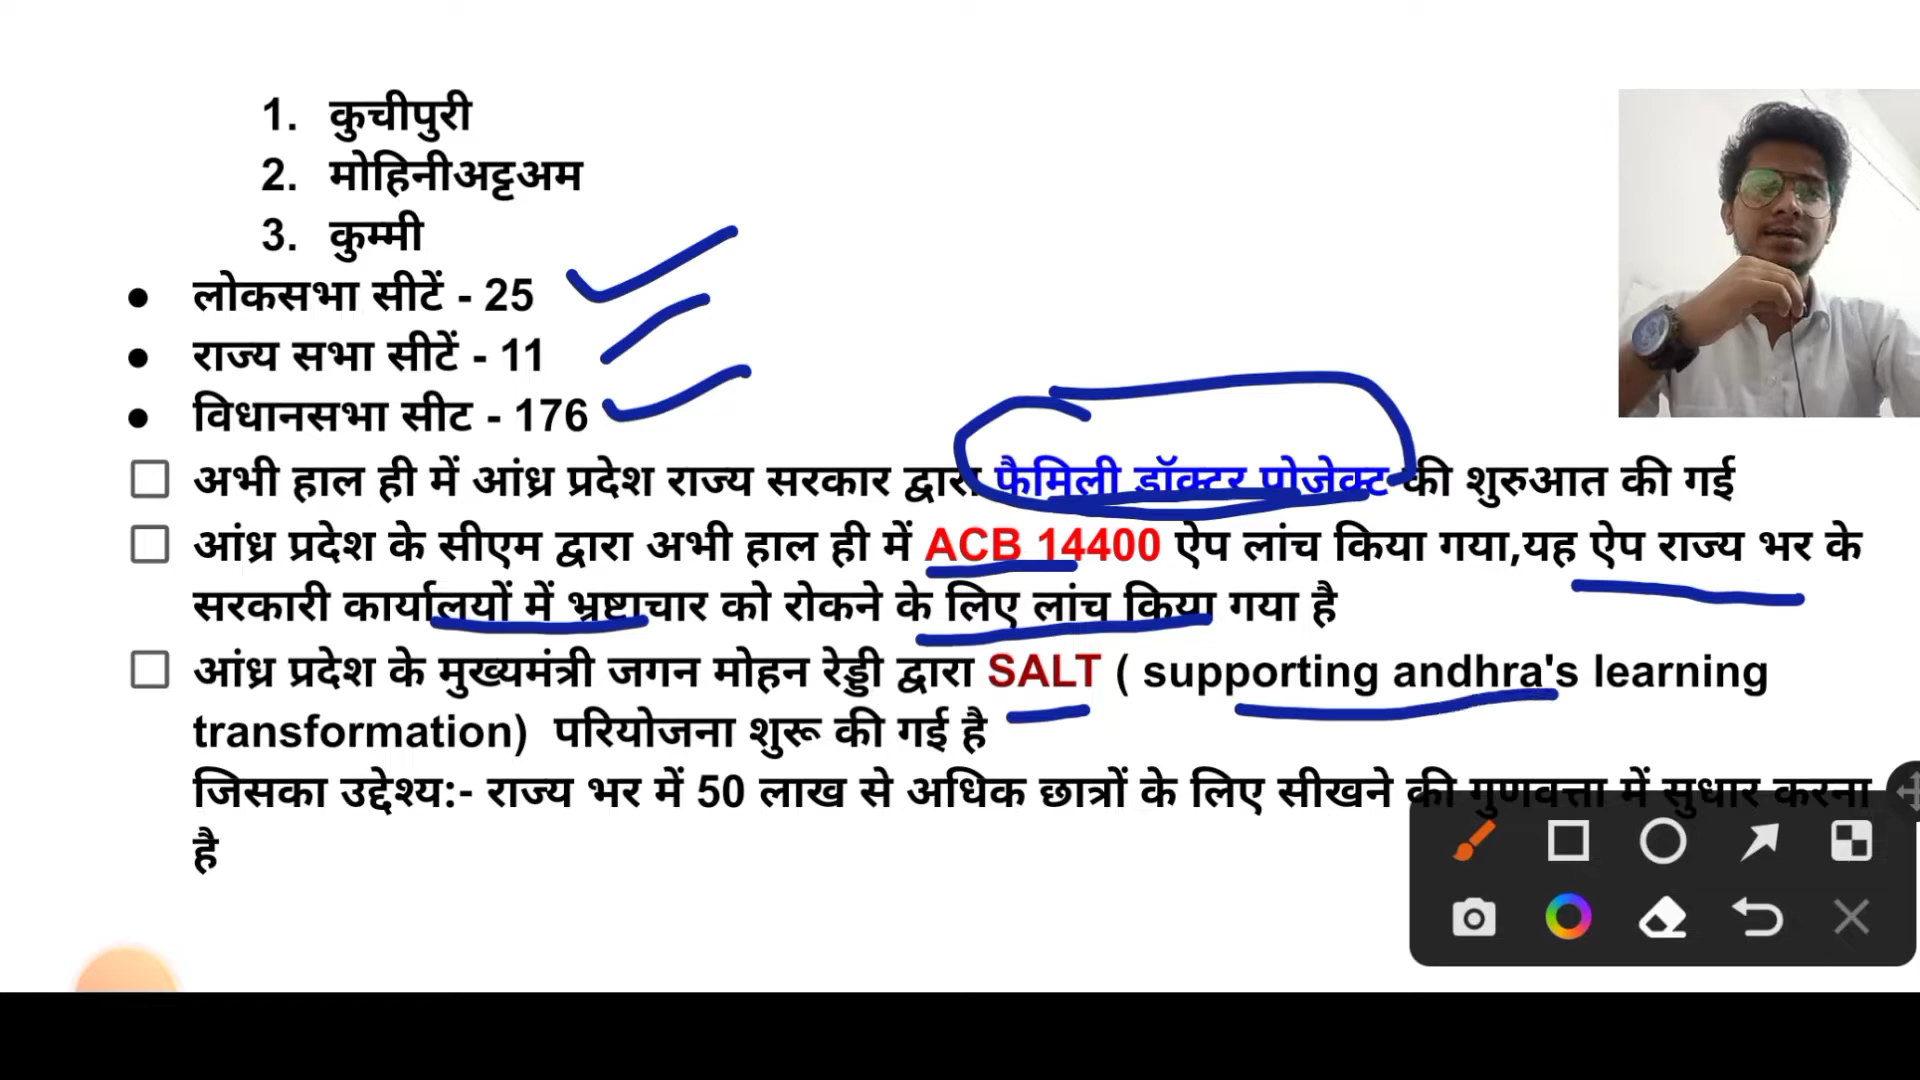 1. कुचीपुरी
2. मोहिनीअट्टअम
3. कुम्मी
● लोकसभा सीटें - 25
● राज्य सभा सीटें - 11
● विधानसभा सीट - 176
अभी हाल ही में आंध्र प्रदेश राज्य सरकार द्वारा फैमिली डॉक्टर प्रोजेक्ट की शुरुआत की गई
आंध्र प्रदेश के सीएम द्वारा अभी हाल ही में ACB 14400 ऐप लांच किया गया,यह ऐप राज्य भर के
सरकारी कार्यालयों में भ्रष्टाचार को रोकने के लिए लांच किया गया है
आंध्र प्रदेश के मुख्यमंत्री जगन मोहन रेड्डी द्वारा SALT ( supporting andhra's learning
transformation) परियोजना शुरू की गई है
जिसका उद्देश्य:- राज्य भर में 50 लाख से अधिक छात्रों के लिए सीखने की गुणवत्ता में सुधार करना
है